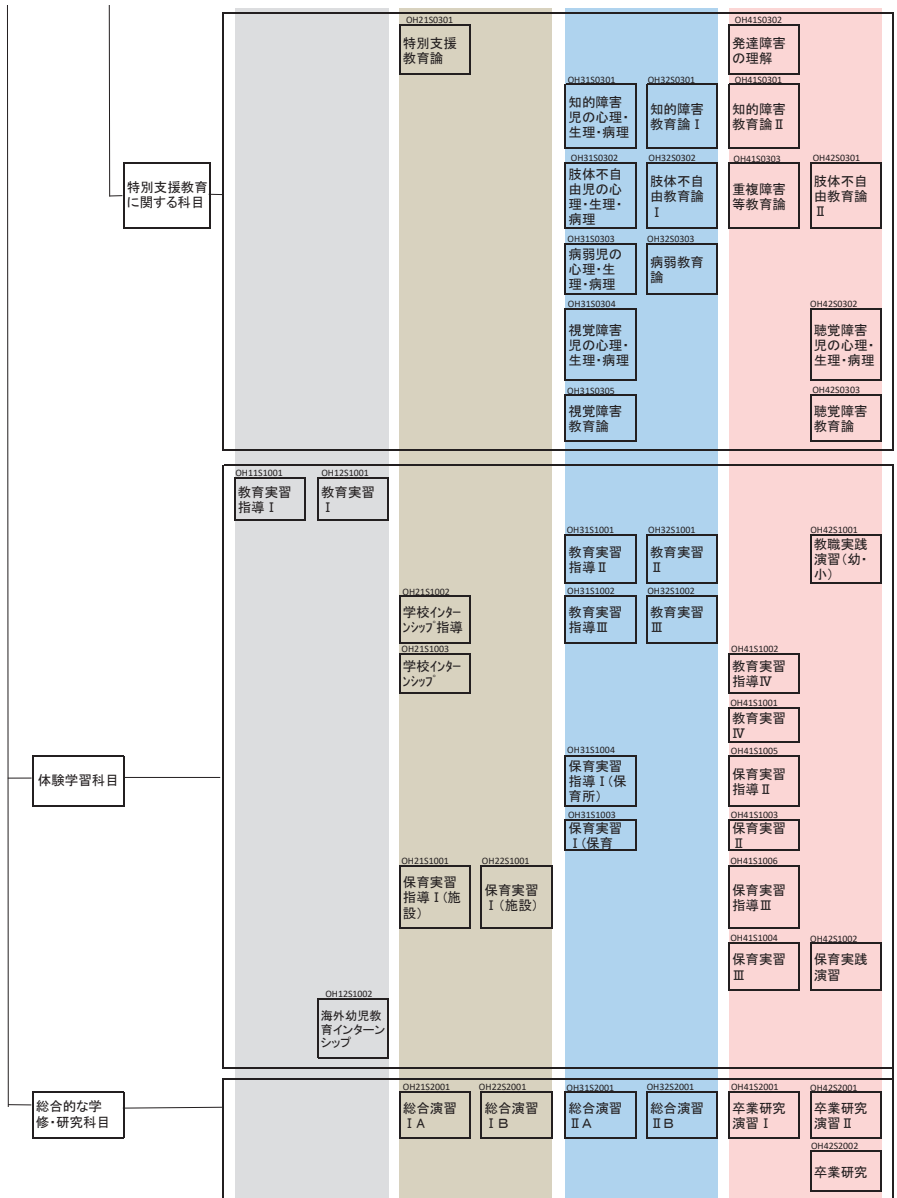 OH21S0301
特別支援
教育論
OH41S0302
発達障害
の理解
OH31S0301
知的障害
児の心理・
生理・病理
OH32S0301
知的障害
教育論Ⅰ
OH41S0301
知的障害
教育論Ⅱ
特別支援教育
に関する科目
OH31S0302
肢体不自
由児の心
理・生理・
病理
OH32S0302
肢体不自
由教育論
Ⅰ
OH41S0303
重複障害
等教育論
OH42S0301
肢体不自
由教育論
Ⅱ
OH31S0303
病弱児の
心理・生
理・病理
OH32S0303
病弱教育
論
OH31S0304
視覚障害
児の心理・
生理・病理
OH42S0302
聴覚障害
児の心理・
生理・病理
OH31S0305
視覚障害
教育論
OH42S0303
聴覚障害
教育論
OH11S1001
教育実習
指導Ⅰ
OH12S1001
教育実習
Ⅰ
OH31S1001
教育実習
指導Ⅱ
OH32S1001
教育実習
Ⅱ
OH42S1001
教職実践
演習(幼・
小)
OH21S1002
学校インター
ンシップ指導
OH31S1002
教育実習
指導Ⅲ
OH32S1002
教育実習
Ⅲ
OH21S1003
学校インター
ンシップ
OH41S1002
教育実習
指導Ⅳ
OH41S1001
教育実習
Ⅳ
体験学習科目
OH31S1004
保育実習
指導Ⅰ(保
育所)
OH41S1005
保育実習
指導Ⅱ
OH31S1003
保育実習
Ⅰ(保育
OH41S1003
保育実習
Ⅱ
OH21S1001
保育実習
指導Ⅰ(施
設)
OH22S1001
保育実習
Ⅰ(施設)
OH41S1006
保育実習
指導Ⅲ
OH41S1004
保育実習
Ⅲ
OH42S1002
保育実践
演習
OH12S1002
海外幼児教
育インターン
シップ
総合的な学
修・研究科目
OH21S2001
総合演習
ⅠA
OH22S2001
総合演習
ⅠB
OH31S2001
総合演習
ⅡA
OH32S2001
総合演習
ⅡB
OH41S2001
卒業研究
演習Ⅰ
OH42S2001
卒業研究
演習Ⅱ
OH42S2002
卒業研究